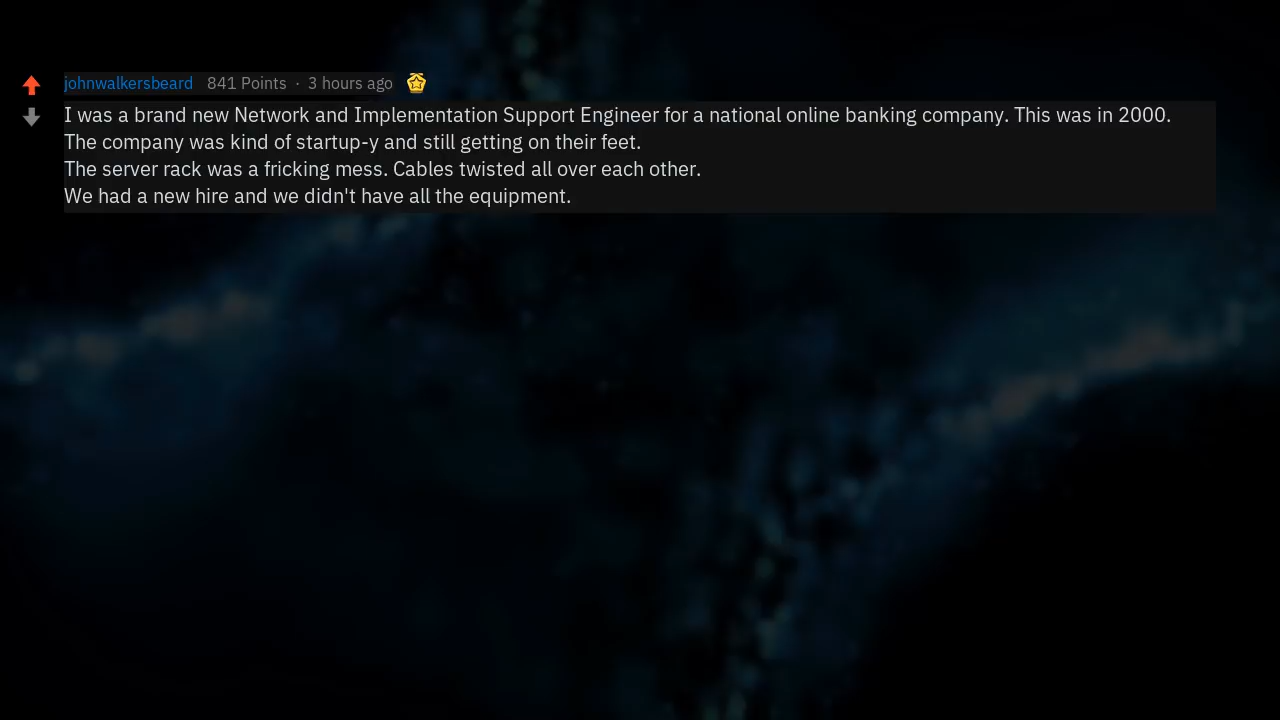 johnwalkersbeard 841 Points · 3 hours ago
I was a brand new Network and Implementation Support Engineer for a national online banking company. This was in 2000.
The company was kind of startup-y and still getting on their feet.
The server rack was a fricking mess. Cables twisted all over each other.
We had a new hire and we didn't have all the equipment.